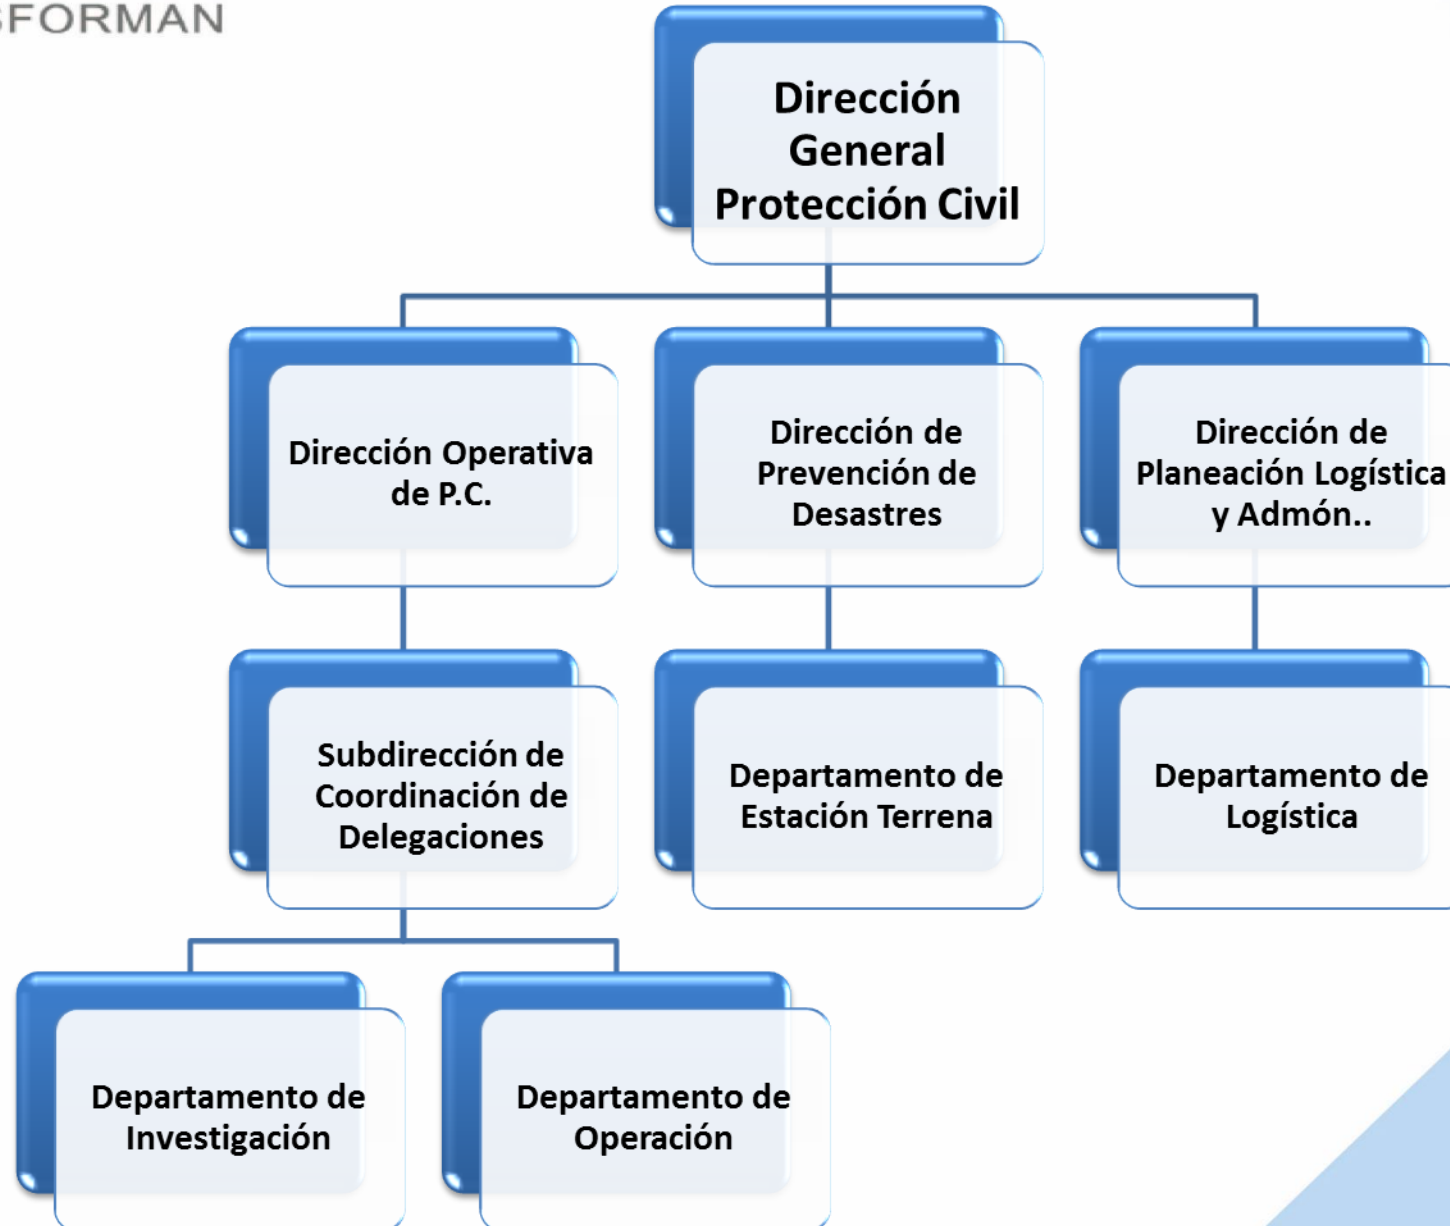 SFORMAN
Dirección
General
Protección Civil
Dirección Operativa
de P.C.
Dirección de
Prevención de
Desastres
Dirección de
Planeación Logística
y Admón..
Subdirección de
Coordinación de
Delegaciones
Departamento de
Estación Terrena
Departamento de
Logística
Departamento de
Investigación
Departamento de
Operación